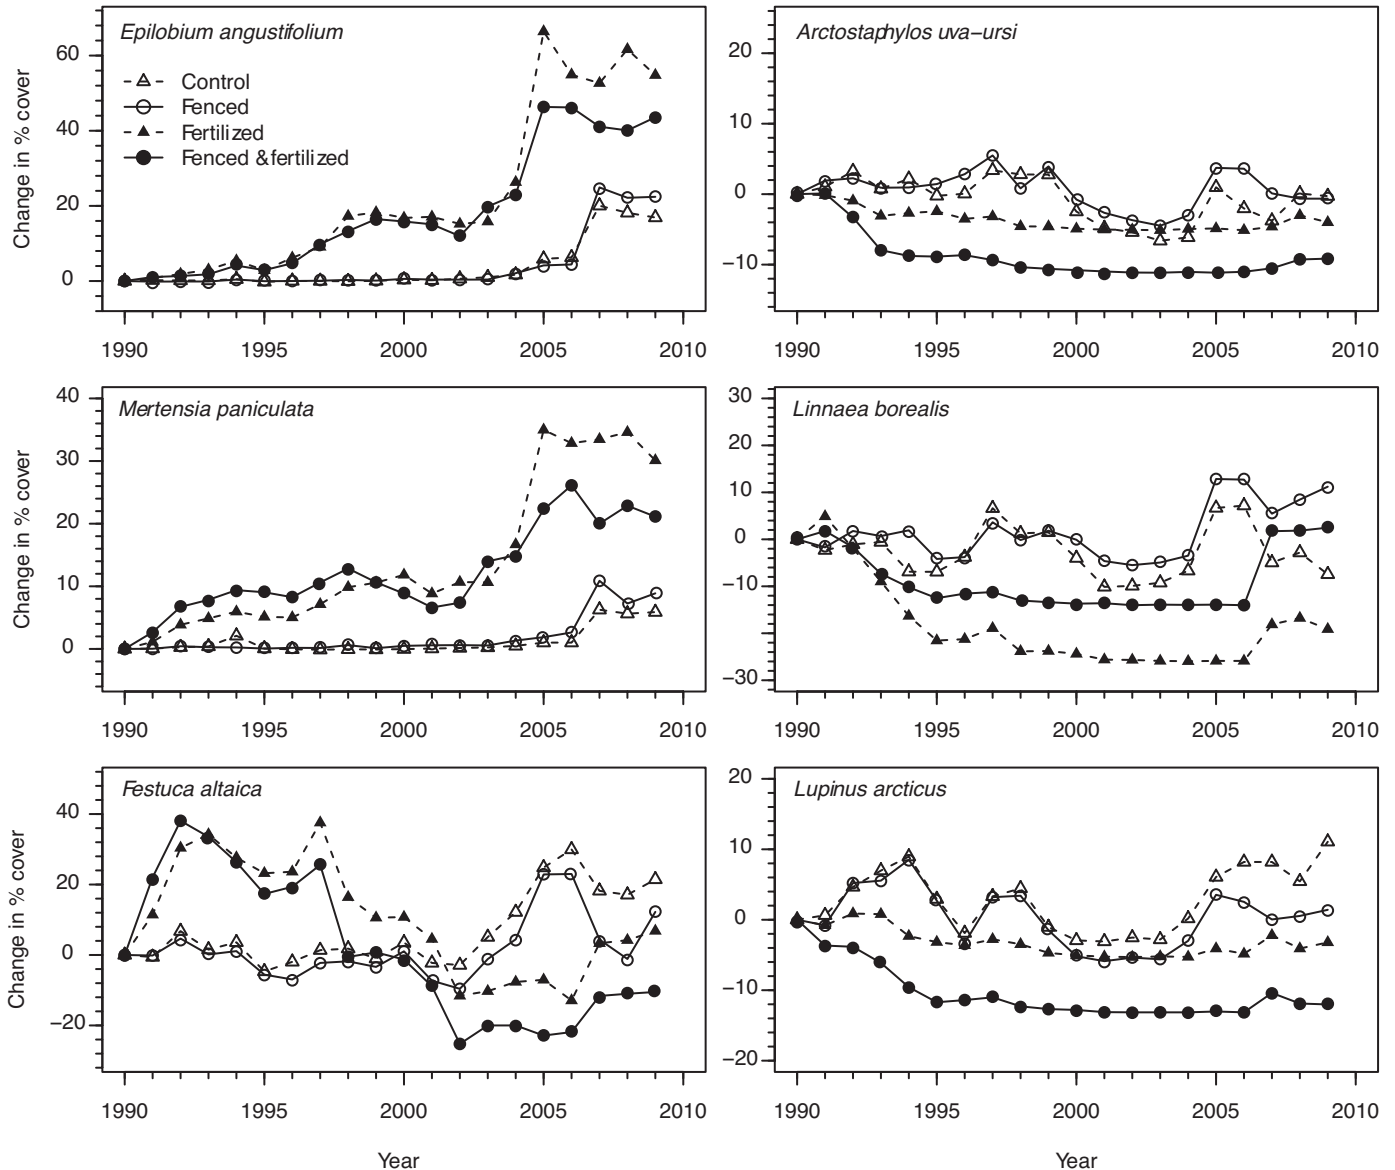 Epilobium angustifolium
Control
Fenced
Fertilized
Fenced & fertilized
Change in % cover
60
40
20
0
1990 1995 2000 2005 2010
Arctostaphylos uva-ursi
20
10
0
−10
1990 1995 2000 2005 2010
Mertensia paniculata
Change in % cover
40
30
20
10
0
1990 1995 2000 2005 2010
Linnaea borealis
30
20
10
0
−10
−30
1990 1995 2000 2005 2010
Festuca altaica
Change in % cover
40
20
0
−20
1990 1995 2000 2005 2010
Year
Lupinus arcticus
20
10
0
−10
−20
1990 1995 2000 2005 2010
Year